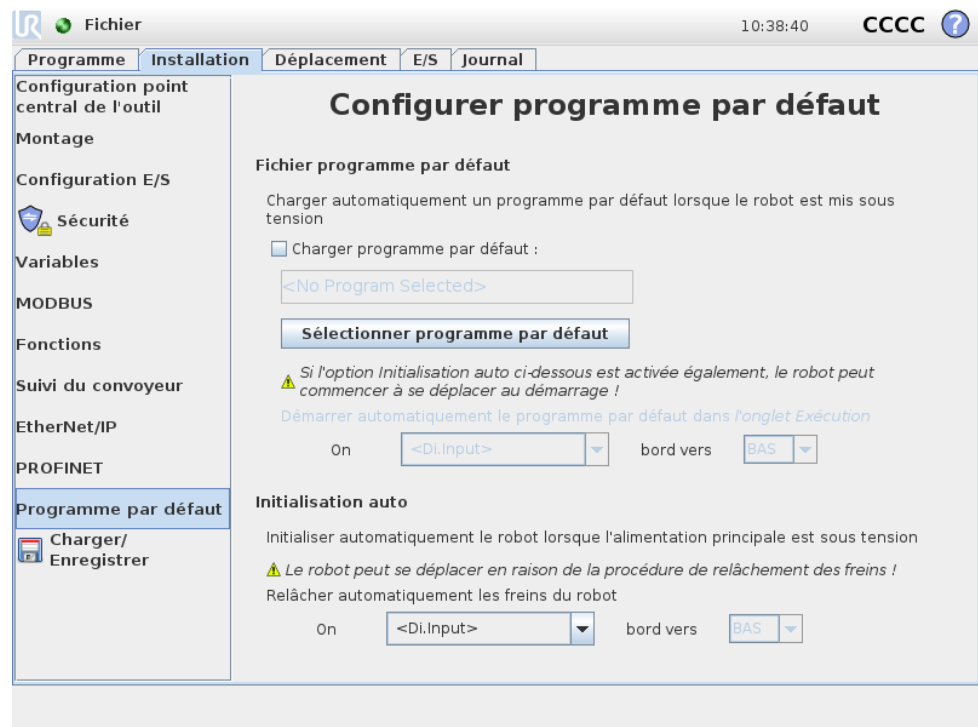 UR Fichier 10:38:40 CCCC ?
Programme Installation Déplacement E/S Journal
Configuration point
central de l'outil
Montage
Configuration E/S
Sécurité
Variables
MODBUS
Fonctions
Suivi du convoyeur
EtherNet/IP
PROFINET
Programme par défaut
Charger/
Enregistrer
Configurer programme par défaut
Fichier programme par défaut
Charger automatiquement un programme par défaut lorsque le robot est mis sous
tension
Charger programme par défaut :
<No Program Selected>
Sélectionner programme par défaut
Si l'option Initialisation auto ci-dessous est activée également, le robot peut
commencer à se déplacer au démarrage !
Démarrer automatiquement le programme par défaut dans l'onglet Exécution
On <Di.Input> bord vers BAS
Initialisation auto
Initialiser automatiquement le robot lorsque l'alimentation principale est sous tension
Le robot peut se déplacer en raison de la procédure de relâchement des freins !
Relâcher automatiquement les freins du robot
On <Di.Input> bord vers BAS